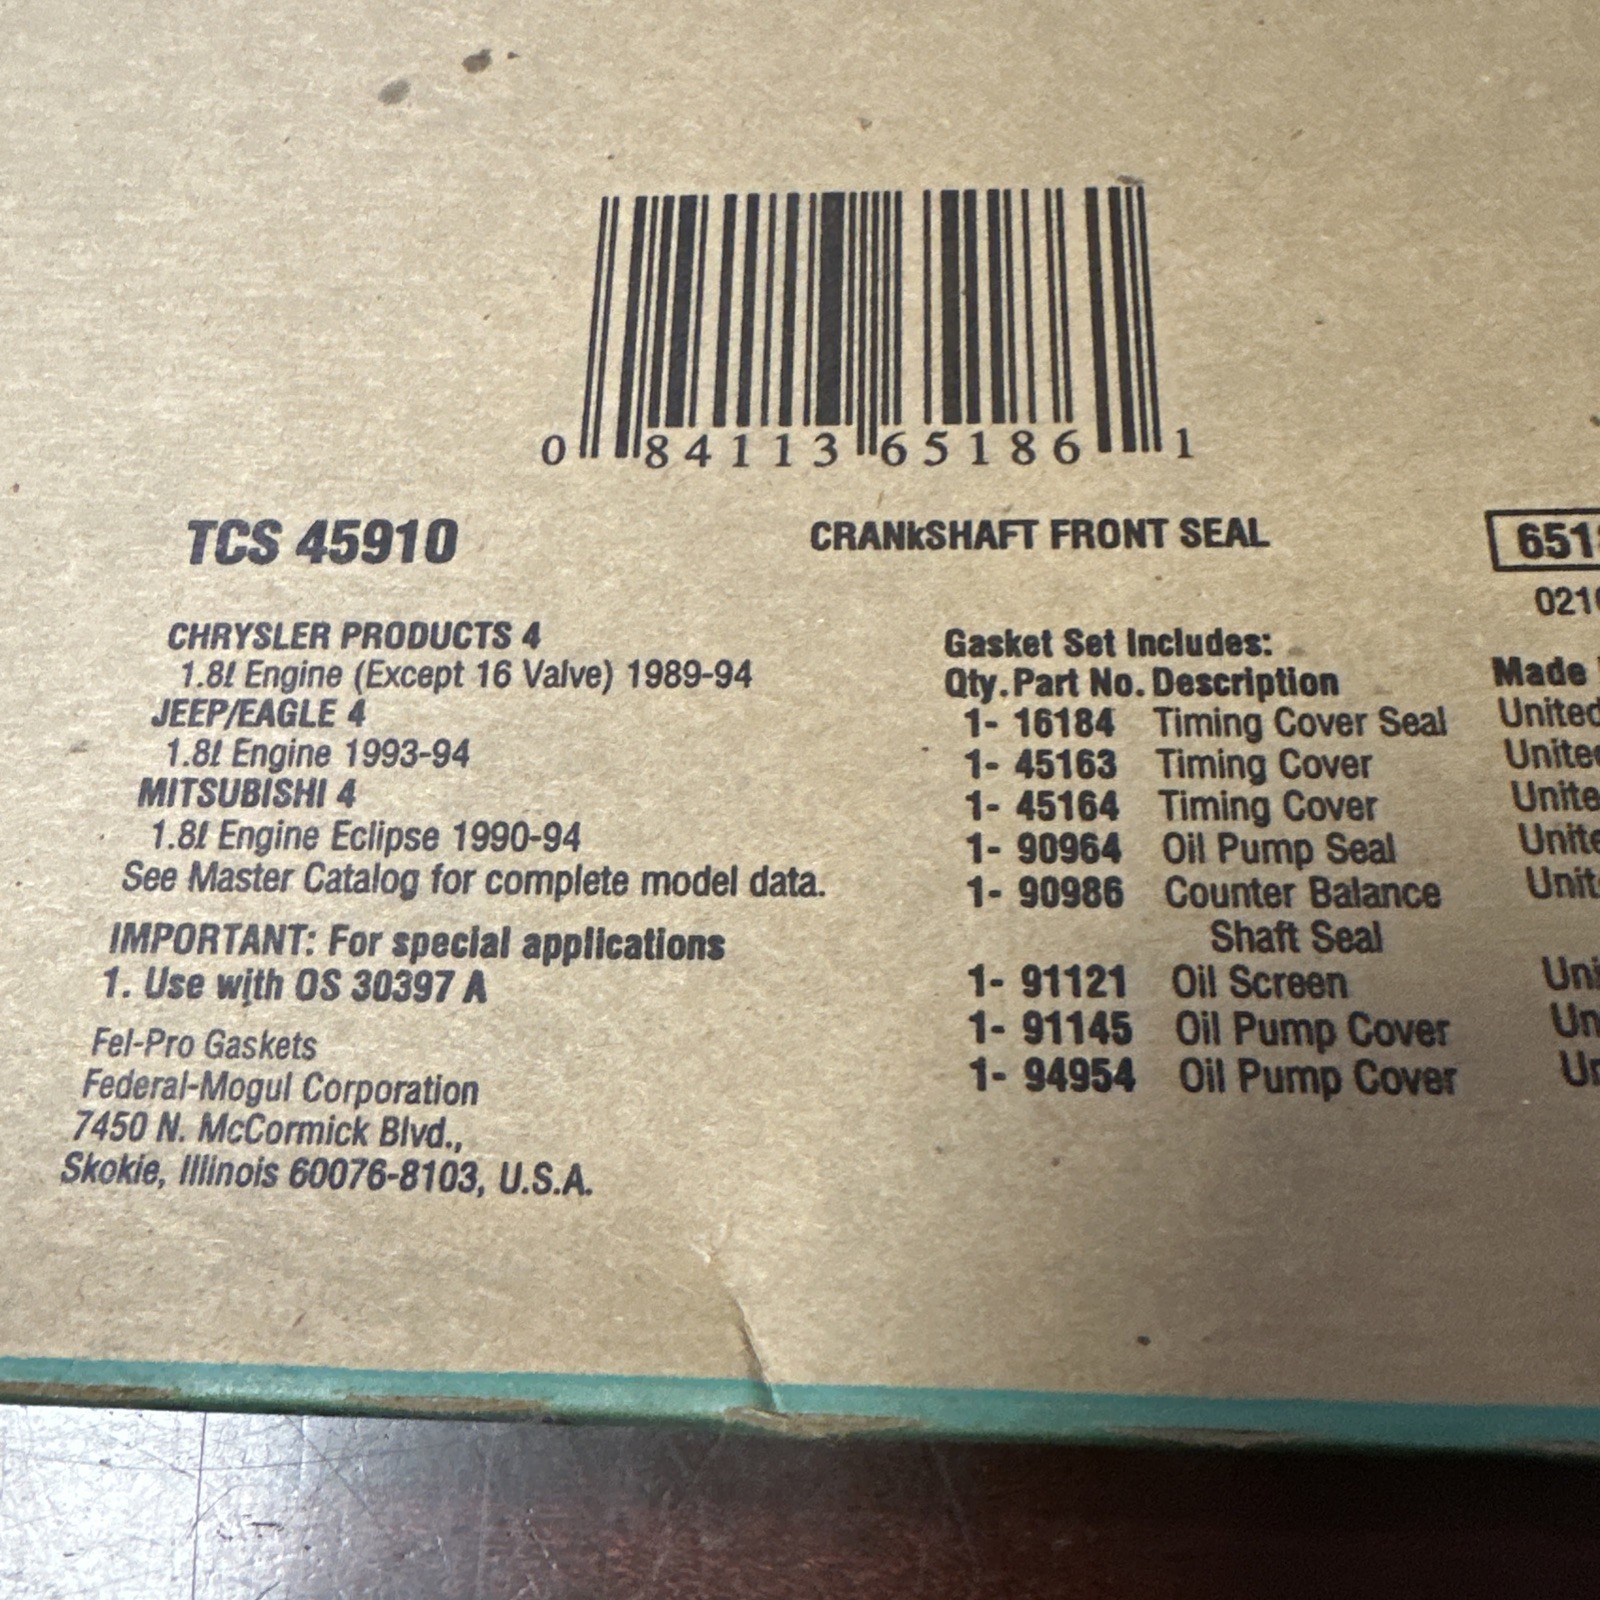 0 84113 65186 1
TCS 45910
CRANkSHAFT FRONT SEAL
CHRYSLER PRODUCTS 4
1.8ℓ Engine (Except 16 Valve) 1989-94
JEEP/EAGLE 4
1.8ℓ Engine 1993-94
MITSUBISHI 4
1.8ℓ Engine Eclipse 1990-94
See Master Catalog for complete model data.
IMPORTANT: For special applications
1. Use with OS 30397 A
Fel-Pro Gaskets
Federal-Mogul Corporation
7450 N. McCormick Blvd.,
Skokie, Illinois 60076-8103, U.S.A.
Gasket Set Includes:
Qty. Part No. Description
1- 16184 Timing Cover Seal
1- 45163 Timing Cover
1- 45164 Timing Cover
1- 90964 Oil Pump Seal
1- 90986 Counter Balance
Shaft Seal
1- 91121 Oil Screen
1- 91145 Oil Pump Cover
1- 94954 Oil Pump Cover
Made
United